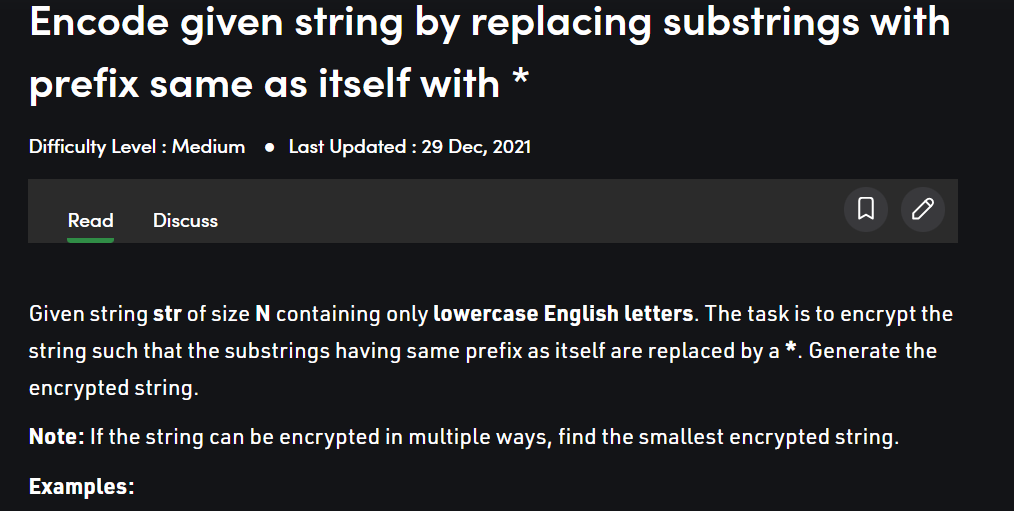 Encode given string by replacing substrings with
prefix same as itself with *
Difficulty Level : Medium ● Last Updated : 29 Dec, 2021
Read Discuss
Given string str of size N containing only lowercase English letters. The task is to encrypt the
string such that the substrings having same prefix as itself are replaced by a *. Generate the
encrypted string.
Note: If the string can be encrypted in multiple ways, find the smallest encrypted string.
Examples: